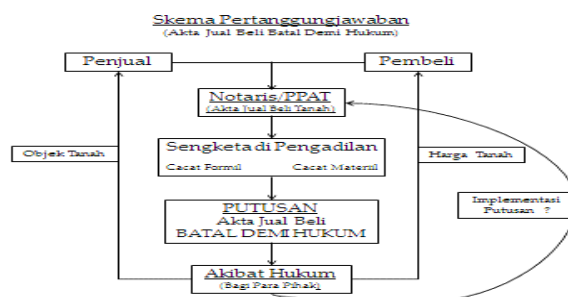 Skema Pertanggungjawaban
(Akta Jual Beli Batal Demi Hukum)
Penjual
Pembeli
Notaris/PPAT
(Akta Jual Beli Tanah)
Sengketa di Pengadilan
Cacat Formil Cacat Materiil
Objek Tanah
Harga Tanah
PUTUSAN
Akta Jual Beli
BATAL DEMI HUKUM
Implementasi
Putusan ?
Akibat Hukum
(Bagi Para Pihak)